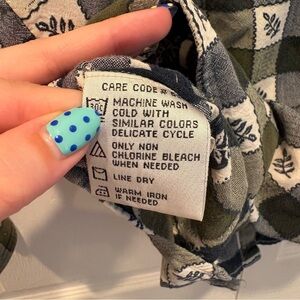 CARE CODE#
30C MACHINE WASH
COLD WITH
SIMILAR COLORS
DELICATE CYCLE
ONLY NON
CHLORINE BLEACH
WHEN NEEDED
LINE DRY
WARM IRON
IF NEEDED